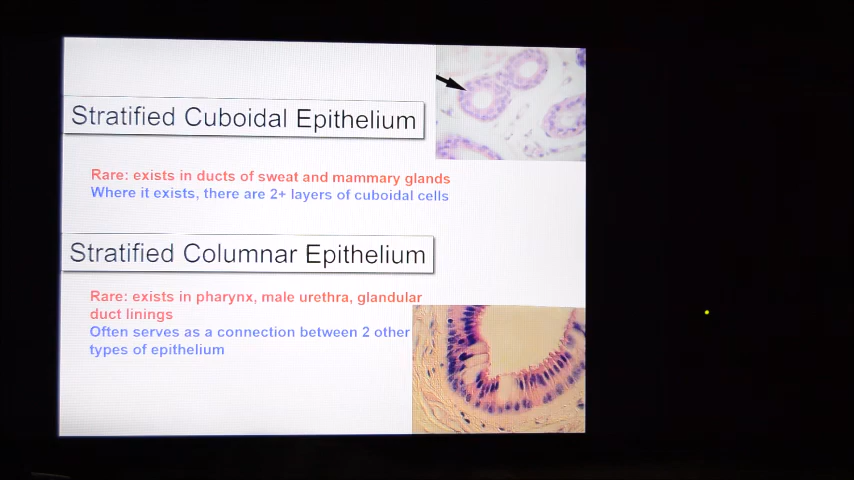 Stratified Cuboidal Epithelium
Rare: exists in ducts of sweat and mammary glands
Where it exists, there are 2+ layers of cuboidal cells
Stratified Columnar Epithelium
Rare: exists in pharynx, male urethra, glandular
duct linings
Often serves as a connection between 2 other
types of epithelium